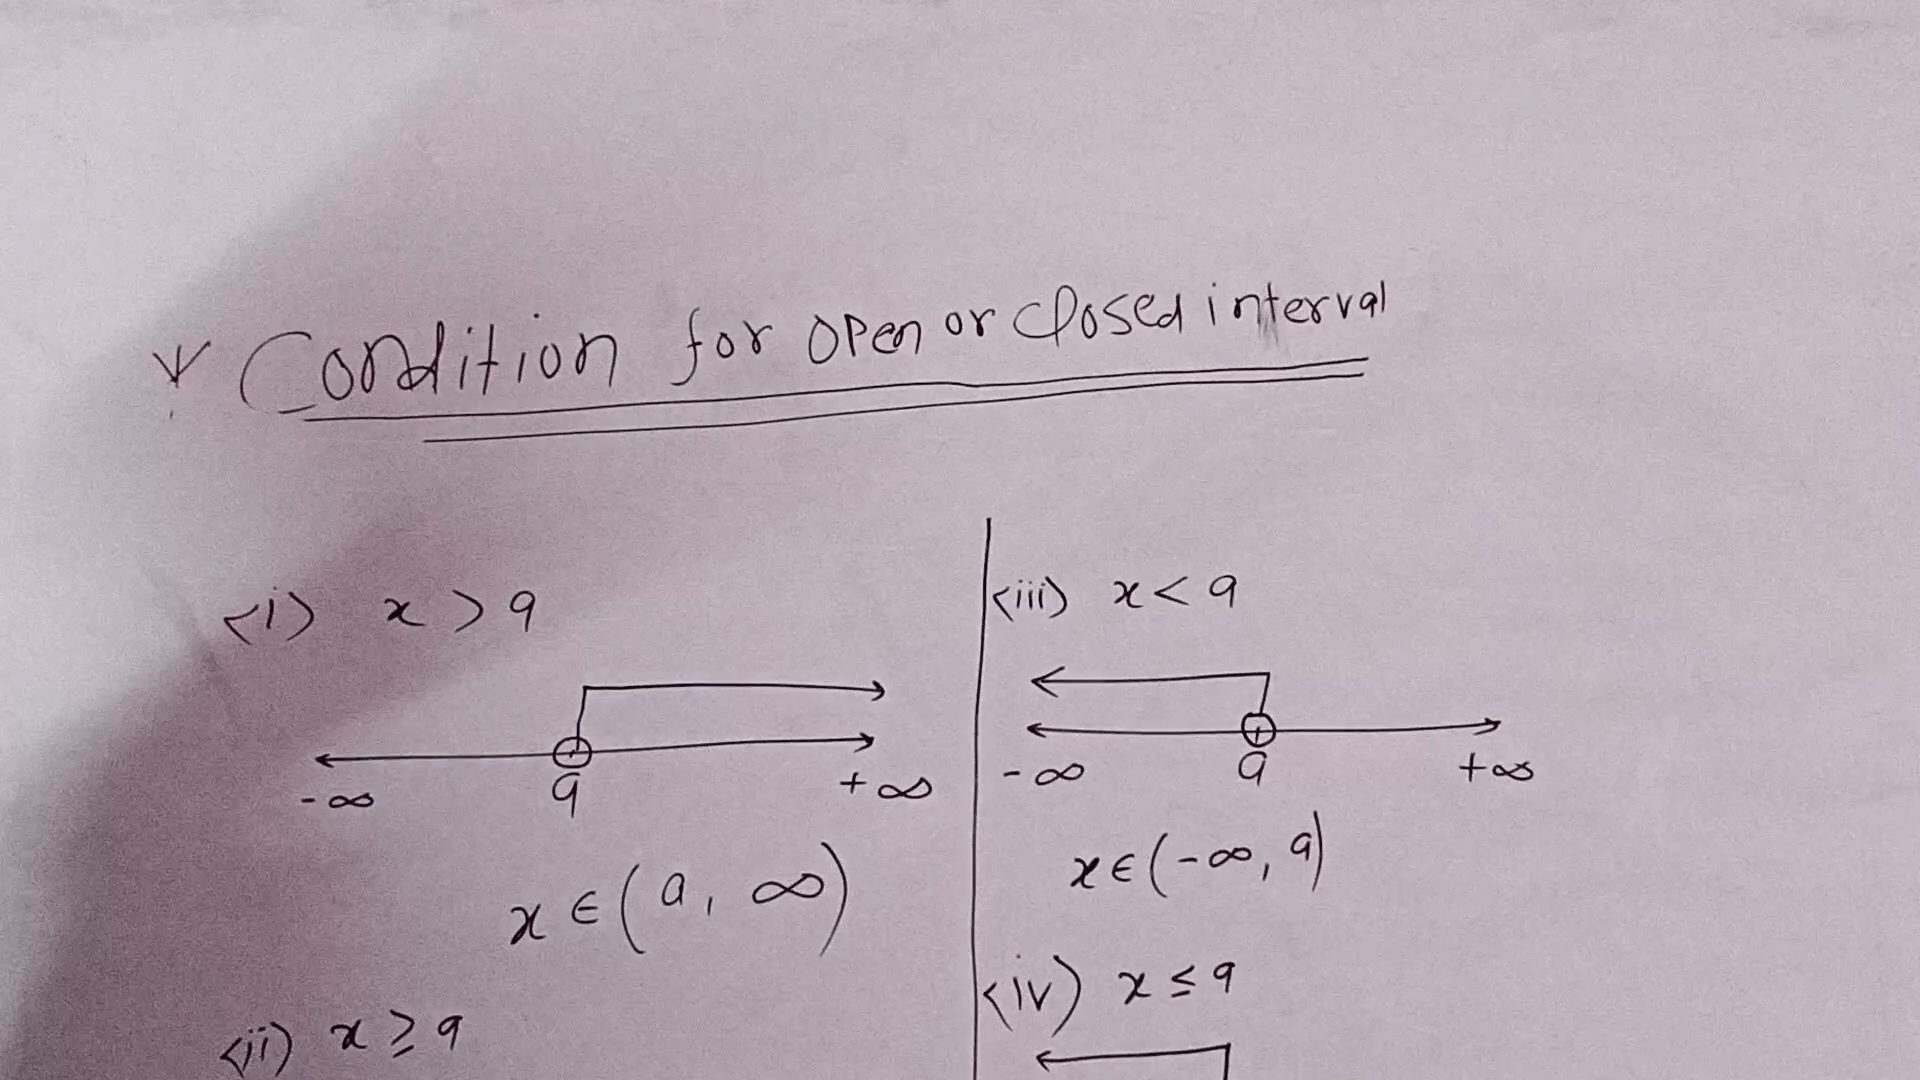 * Condition for open or closed interval
(i) x > a
-∞ a +∞
x ∈ (a, ∞)
(ii) x ≥ a
(iii) x < a
-∞ a +∞
x ∈ (-∞, a)
(iv) x ≤ a